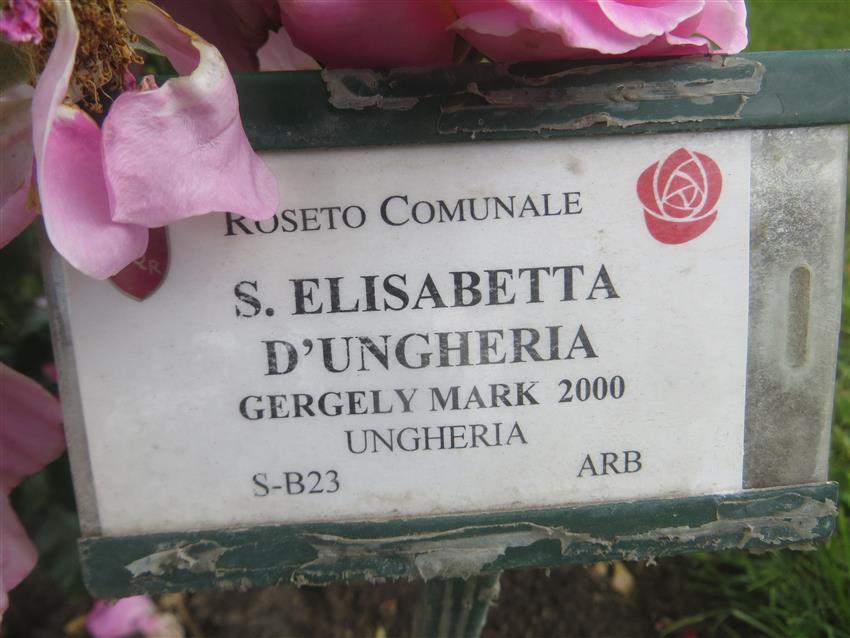 ROSETO COMUNALE
S. ELISABETTA
D'UNGHERIA
GERGELY MARK 2000
UNGHERIA
S-B23 ARB